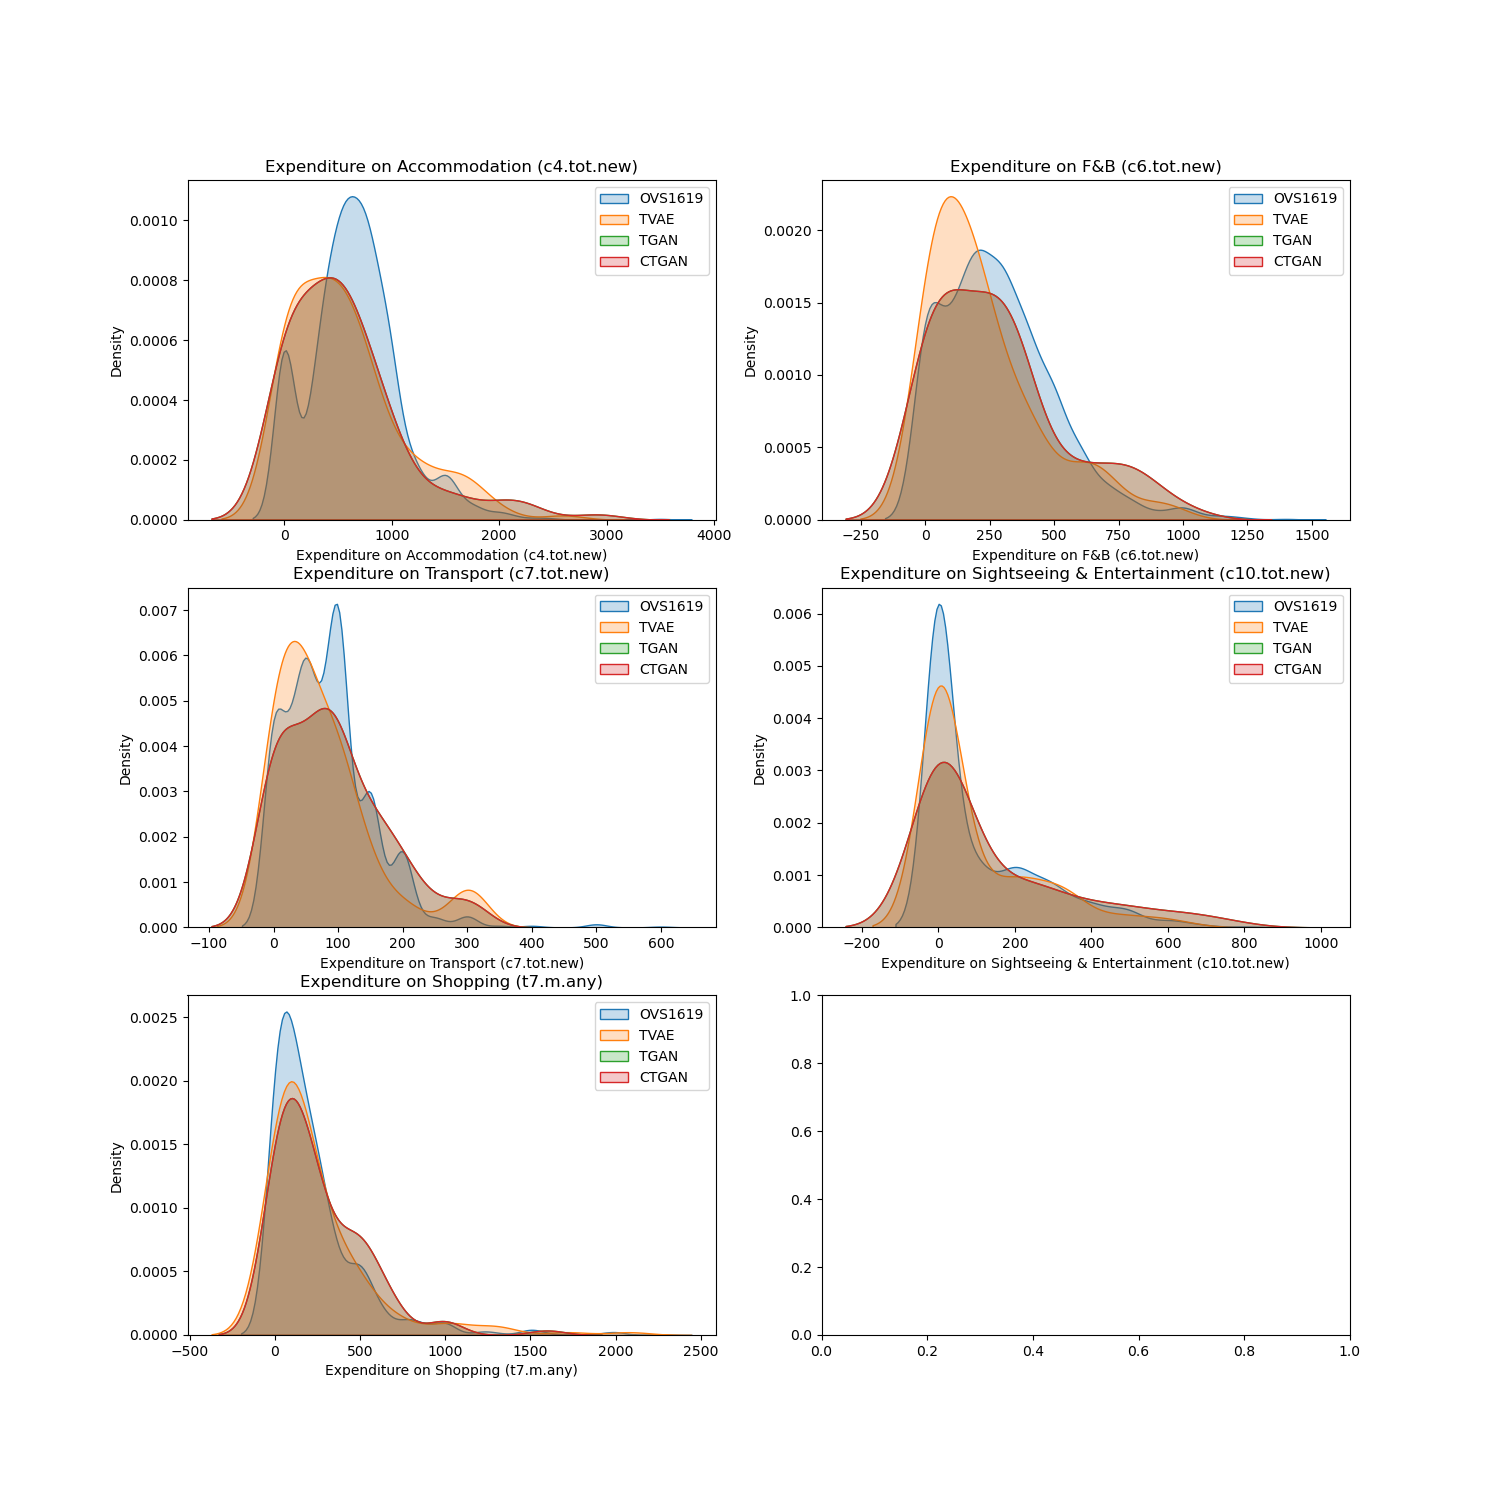 Expenditure on Accommodation (c4.tot.new)
Density
0.0010
0.0008
0.0006
0.0004
0.0002
0.0000
OVS1619
TVAE
TGAN
CTGAN
0 1000 2000 3000 4000
Expenditure on Accommodation (c4.tot.new)
Expenditure on F&B (c6.tot.new)
Density
0.0020
0.0015
0.0010
0.0005
0.0000
OVS1619
TVAE
TGAN
CTGAN
−250 0 250 500 750 1000 1250 1500
Expenditure on F&B (c6.tot.new)
Expenditure on Transport (c7.tot.new)
Density
0.007
0.006
0.005
0.004
0.003
0.002
0.001
0.000
OVS1619
TVAE
TGAN
CTGAN
−100 0 100 200 300 400 500 600
Expenditure on Transport (c7.tot.new)
Expenditure on Sightseeing & Entertainment (c10.tot.new)
Density
0.006
0.005
0.004
0.003
0.002
0.001
0.000
OVS1619
TVAE
TGAN
CTGAN
−200 0 200 400 600 800 1000
Expenditure on Sightseeing & Entertainment (c10.tot.new)
Expenditure on Shopping (t7.m.any)
Density
0.0025
0.0020
0.0015
0.0010
0.0005
0.0000
OVS1619
TVAE
TGAN
CTGAN
−500 0 500 1000 1500 2000 2500
Expenditure on Shopping (t7.m.any)
1.0
0.8
0.6
0.4
0.2
0.0
0.0 0.2 0.4 0.6 0.8 1.0